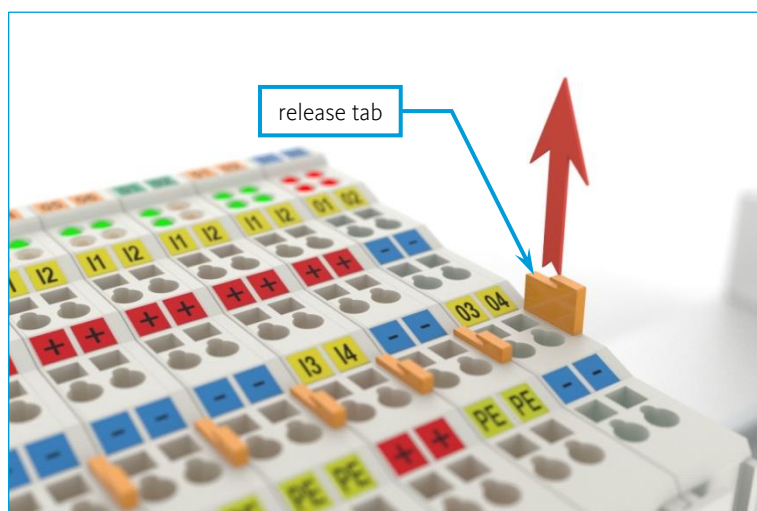 release tab
01 02
I1 I2
I1 I2
I1 I2
I2
+ +
+ +
+ +
+ +
- -
03 04
- -
I3 I4
- -
- -
- -
- -
PE PE
+ +
PE PE
PE